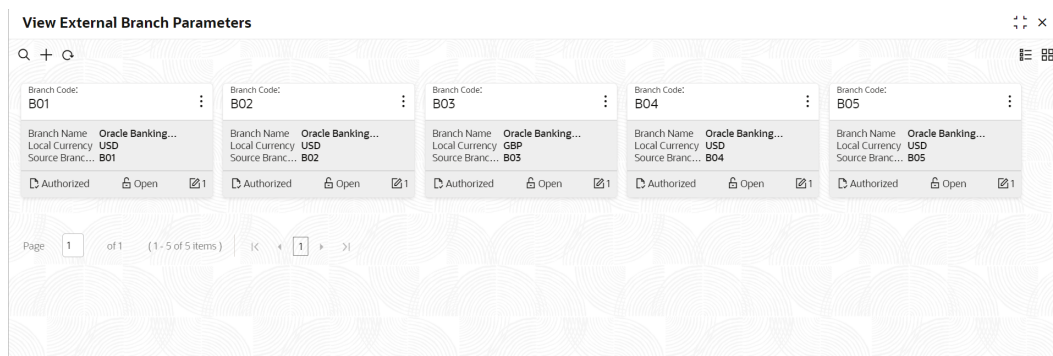 View External Branch Parameters
Branch Code:
B01
Branch Name Oracle Banking...
Local Currency USD
Source Branc... B01
Authorized Open 1
Branch Code:
B02
Branch Name Oracle Banking...
Local Currency USD
Source Branc... B02
Authorized Open 1
Branch Code:
B03
Branch Name Oracle Banking...
Local Currency GBP
Source Branc... B03
Authorized Open 1
Branch Code:
B04
Branch Name Oracle Banking...
Local Currency USD
Source Branc... B04
Authorized Open 1
Branch Code:
B05
Branch Name Oracle Banking...
Local Currency USD
Source Branc... B05
Authorized Open 1
Page 1 of 1 (1 - 5 of 5 items) 1